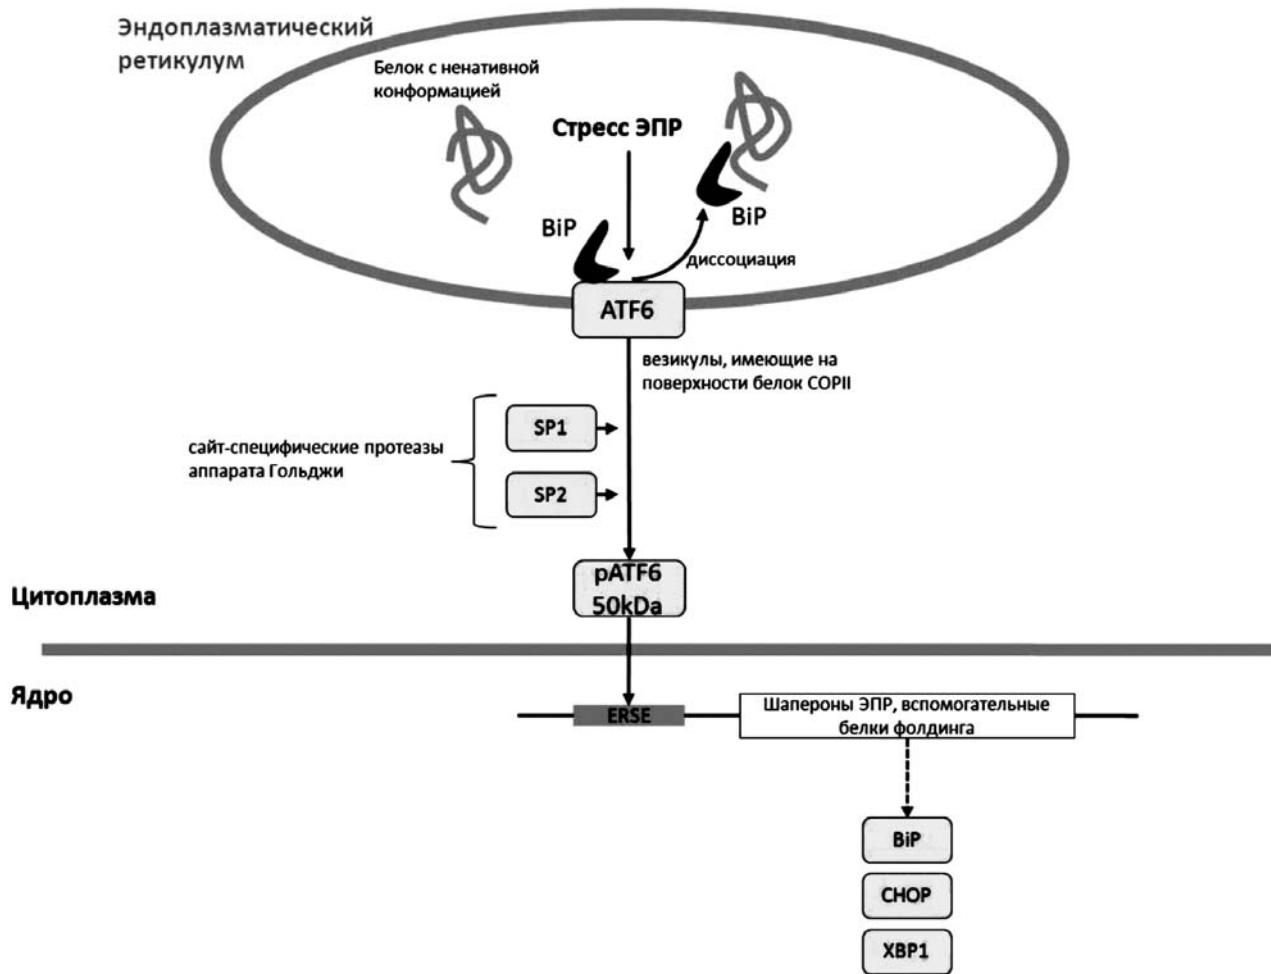 Эндоплазматический
ретикулум
Белок с ненативной
конформацией
Стресс ЭПР
BiP
BiP
диссоциация
ATF6
везикулы, имеющие на
поверхности белок COPII
SP1
сайт-специфические протеазы
аппарата Гольджи
SP2
pATF6
50kDa
Цитоплазма
Ядро
ERSE
Шапероны ЭПР, вспомогательные
белки фолдинга
BiP
CHOP
XBP1